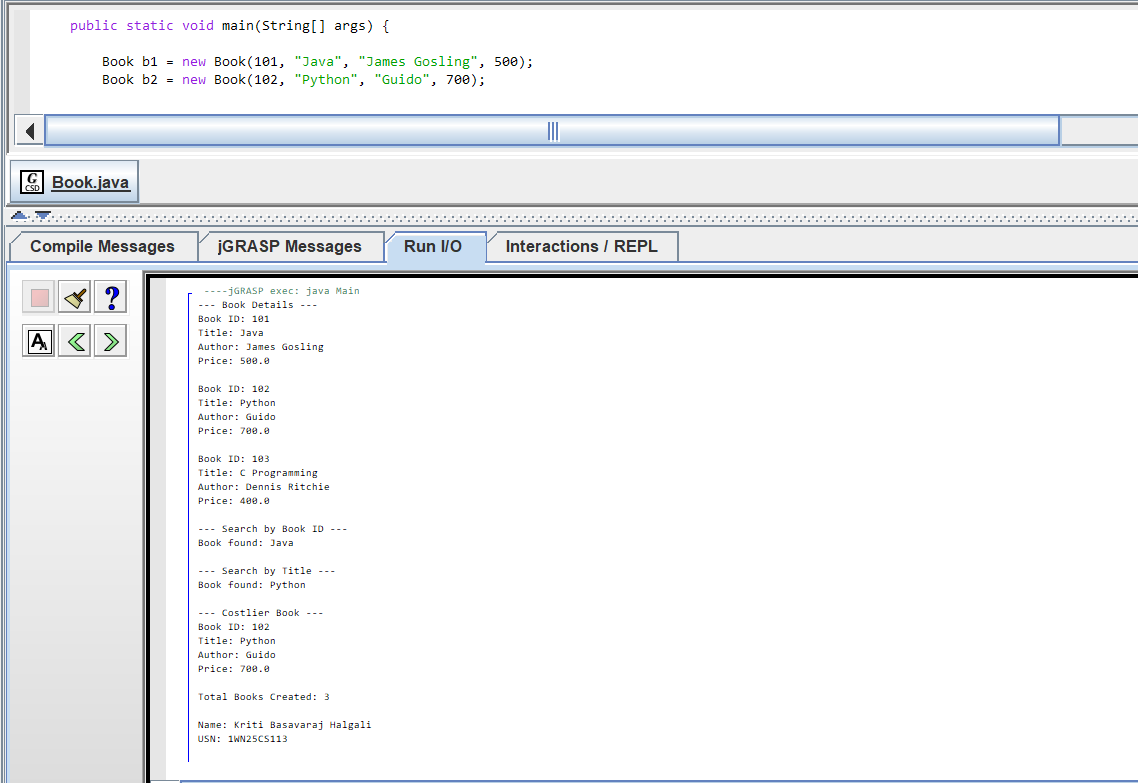 public static void main(String[] args) {
Book b1 = new Book(101, "Java", "James Gosling", 500);
Book b2 = new Book(102, "Python", "Guido", 700);
G
CSD
Book.java
Compile Messages
jGRASP Messages
Run I/O
Interactions / REPL
?
AA
----jGRASP exec: java Main
--- Book Details ---
Book ID: 101
Title: Java
Author: James Gosling
Price: 500.0
Book ID: 102
Title: Python
Author: Guido
Price: 700.0
Book ID: 103
Title: C Programming
Author: Dennis Ritchie
Price: 400.0
--- Search by Book ID ---
Book found: Java
--- Search by Title ---
Book found: Python
--- Costlier Book ---
Book ID: 102
Title: Python
Author: Guido
Price: 700.0
Total Books Created: 3
Name: Kriti Basavaraj Halgali
USN: 1WN25CS113